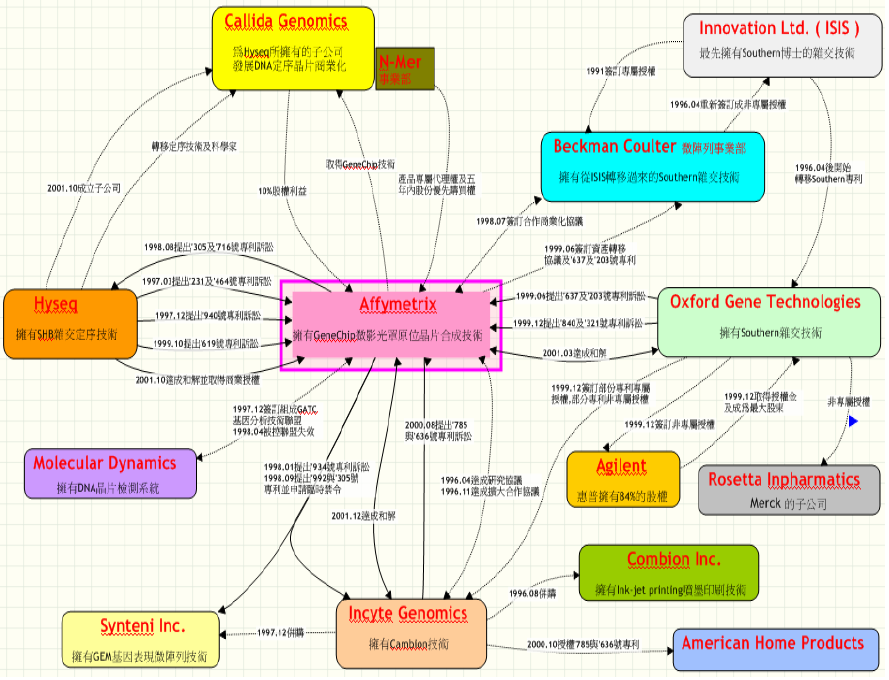 Callida Genomics
爲Hyseq所擁有的子公司
發展DNA定序晶片商業化
N-Mer
事業部
Innovation Ltd. ( ISIS )
最先擁有Southern博士的雜交技術
1991簽訂專屬授權
1996.04重新簽訂成非專屬授權
Beckman Coulter 微陣列事業部
擁有從ISIS轉移過來的Southern雜交技術
1996.04後開始
轉移Southern專利
轉移定序技術及科學家
2001.10成立子公司
10%股權利益
取得GeneChip技術
產品專屬代理權及五
年內股份優先購買權
1998.07簽訂合作商業化協議
1999.06簽訂資產轉移
協議及'637及'203號專利
1998.08提出'305及'716號專利訴訟
1997.03提出'231及'464號專利訴訟
1997.12提出'940號專利訴訟
1999.10提出'619號專利訴訟
2001.10達成和解並取得商業授權
Hyseq
擁有SHB雜交定序技術
Affymetrix
擁有GeneChip微影光罩原位晶片合成技術
1999.06提出'637及'203號專利訴訟
1999.12提出'840及'321號專利訴訟
2001.03達成和解
Oxford Gene Technologies
擁有Southern雜交技術
1997.12簽訂組成GATC
基因分析技術聯盟
1998.04被控聯盟失效
2000.08提出'785
與'636號專利訴訟
1999.12簽訂部份專利專屬
授權,部分專利非專屬授權
1999.12簽訂非專屬授權
1999.12取得授權金
及成爲最大股東
非專屬授權
Molecular Dynamics
擁有DNA晶片檢測系統
1998.01提出'934號專利訴訟
1998.09提出'992與'305號
專利並申請臨時禁令
1996.04達成研究協議
1996.11達成擴大合作協議
2001.12達成和解
Agilent
惠普擁有84%的股權
Rosetta Inpharmatics
Merck 的子公司
Combion Inc.
擁有Ink-jet printing噴墨印刷技術
1996.08併購
Synteni Inc.
擁有GEM基因表現微陣列技術
1997.12併購
Incyte Genomics
擁有Cambion技術
2000.10授權'785與'636號專利
American Home Products